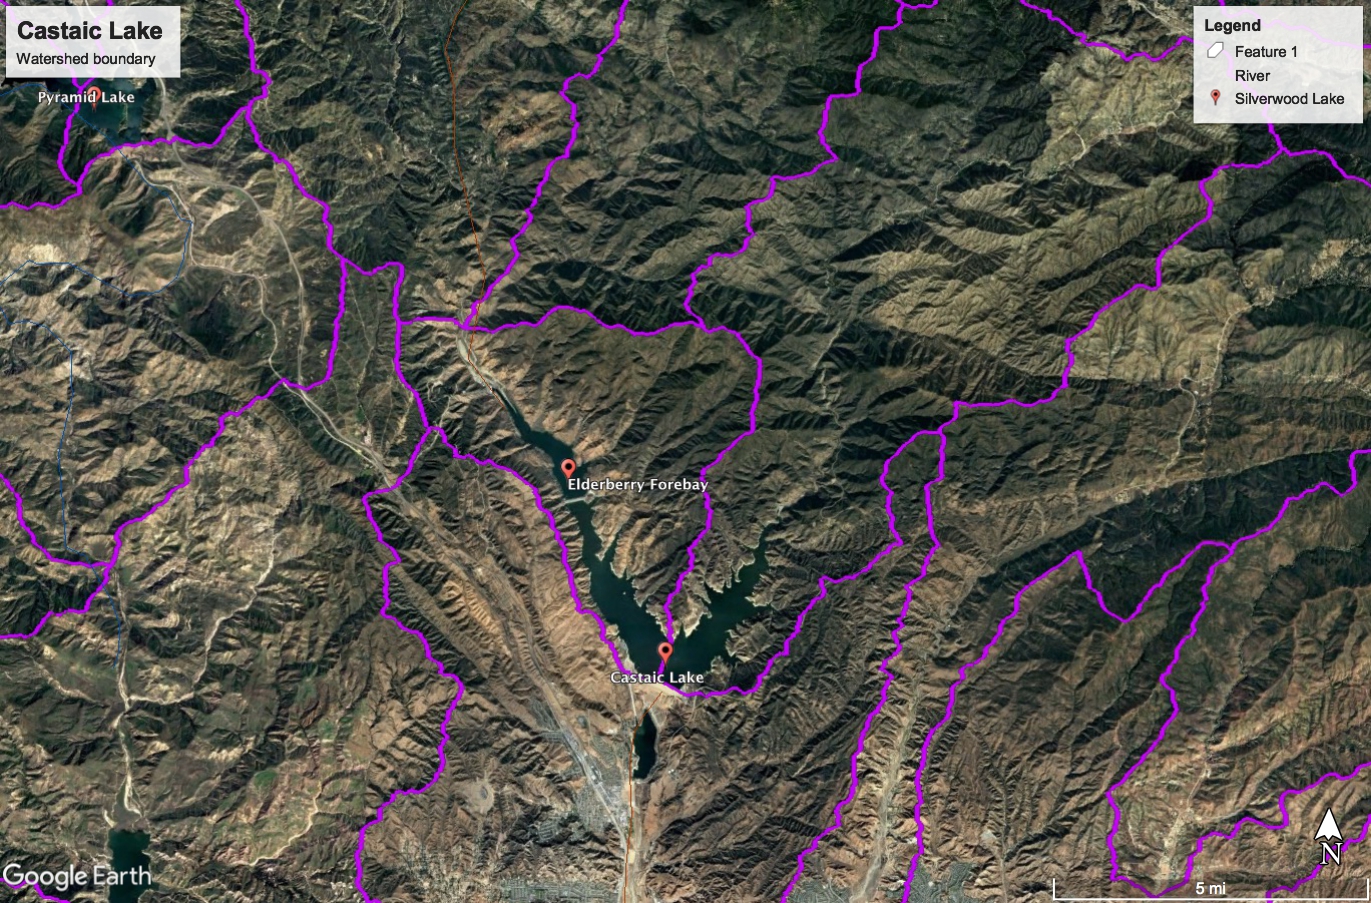 Castaic Lake
Watershed boundary
Legend
Feature 1
River
Silverwood Lake
Pyramid Lake
Elderberry Forebay
Castaic Lake
Google Earth
N
5 mi